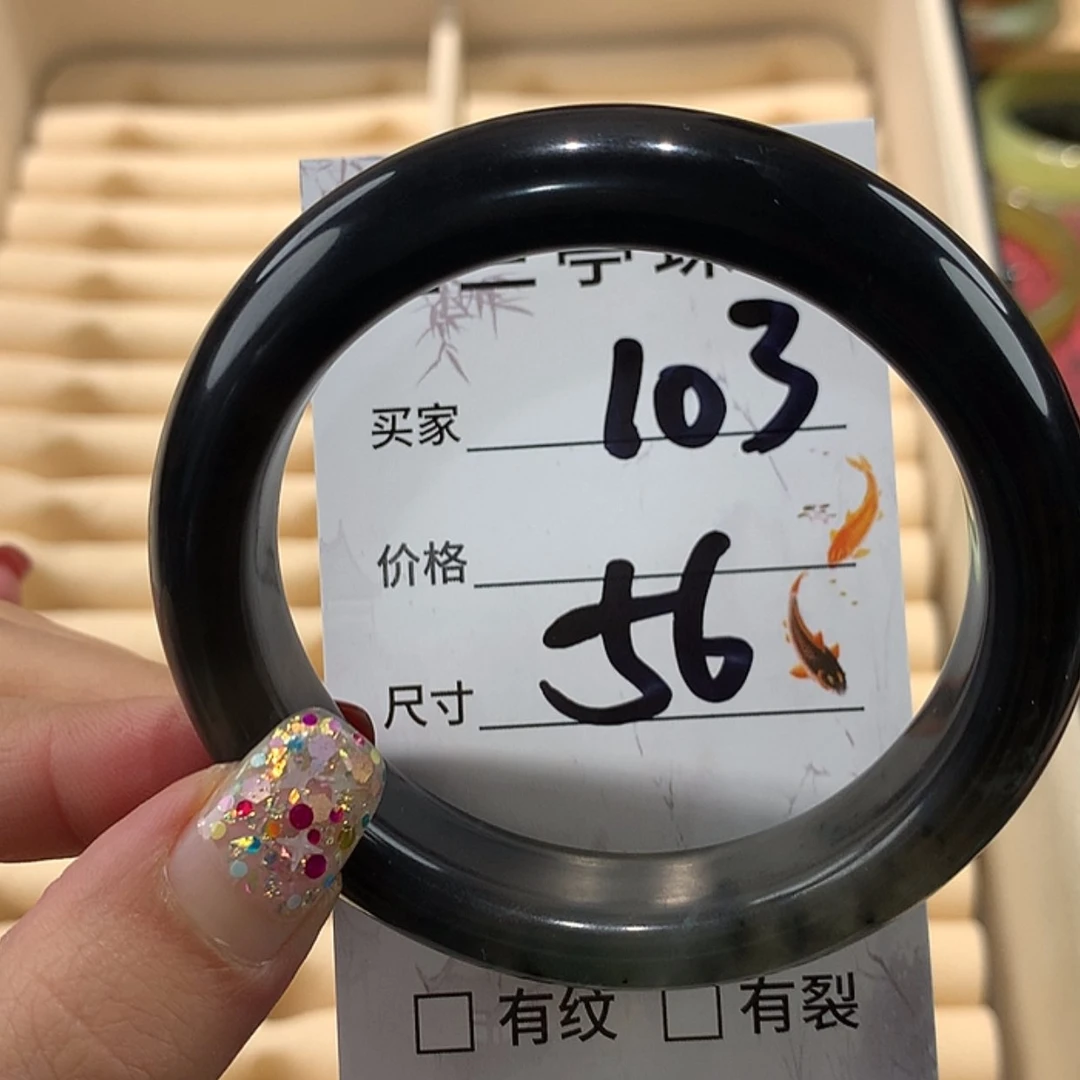 买家 103
价格
尺寸 56
有纹 有裂